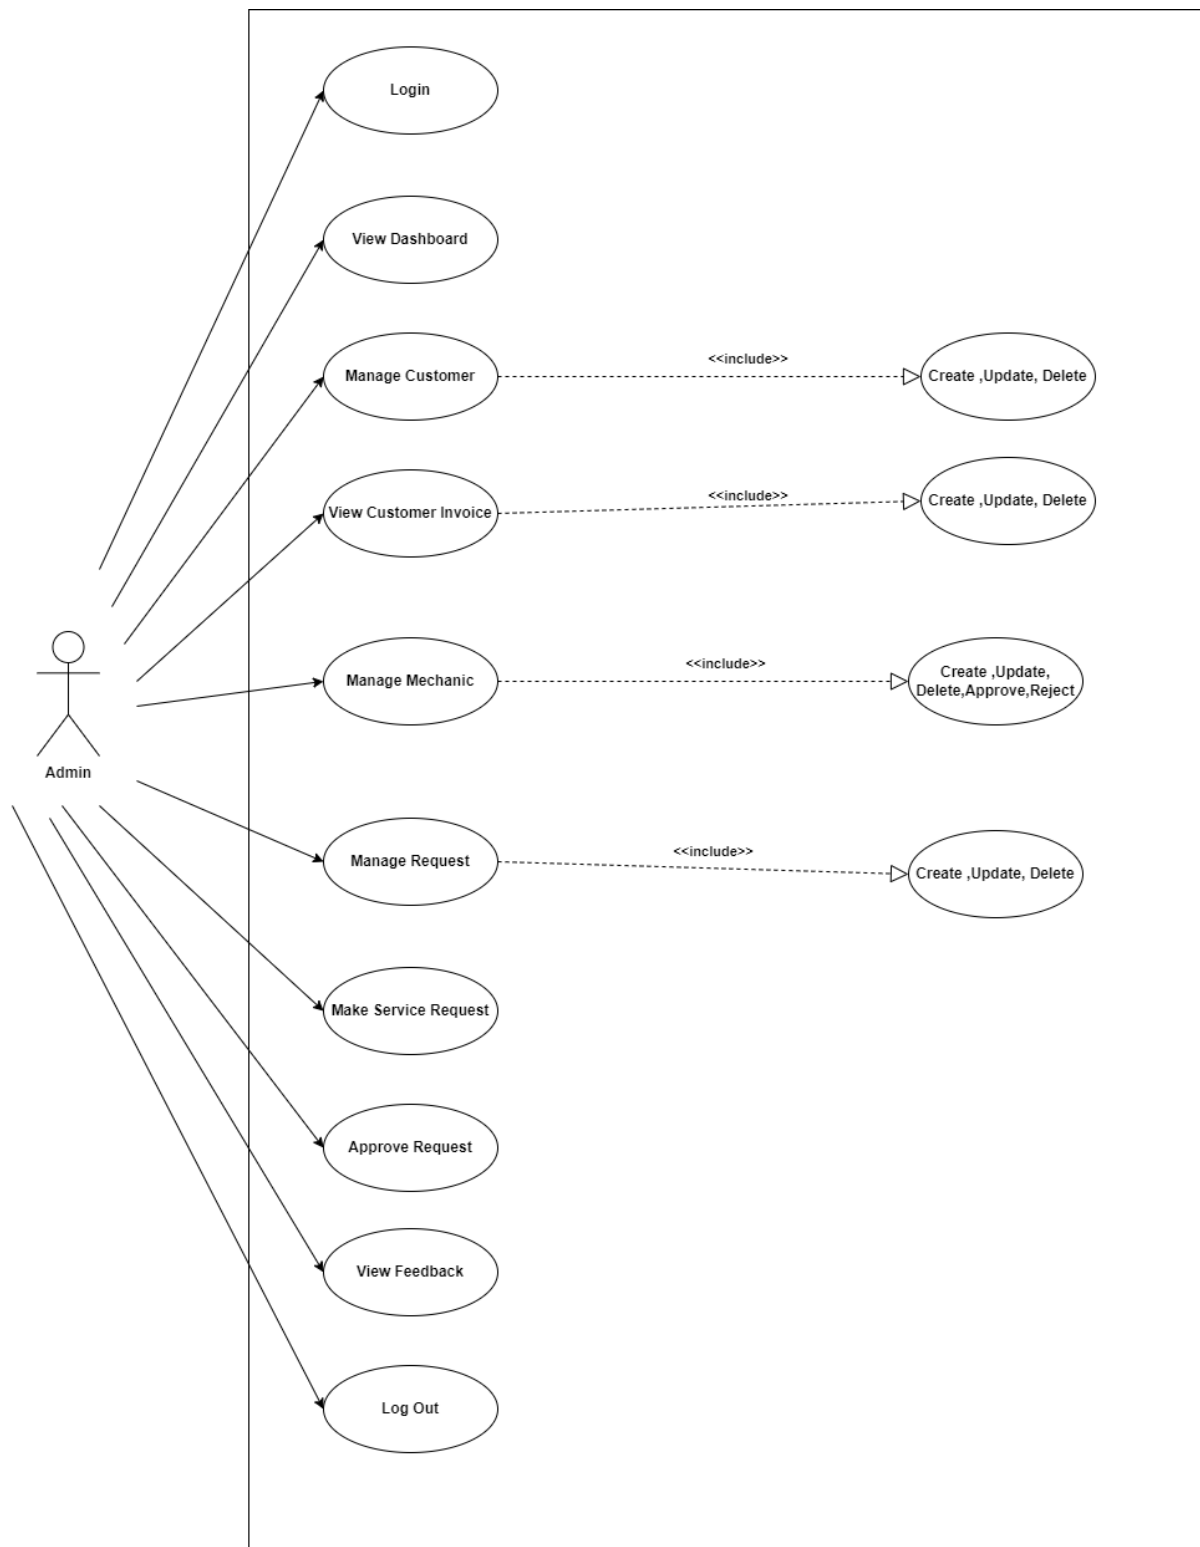 Login
View Dashboard
Manage Customer
<<include>>
Create ,Update, Delete
View Customer Invoice
<<include>>
Create ,Update, Delete
Manage Mechanic
<<include>>
Create ,Update,
Delete,Approve,Reject
Admin
Manage Request
<<include>>
Create ,Update, Delete
Make Service Request
Approve Request
View Feedback
Log Out